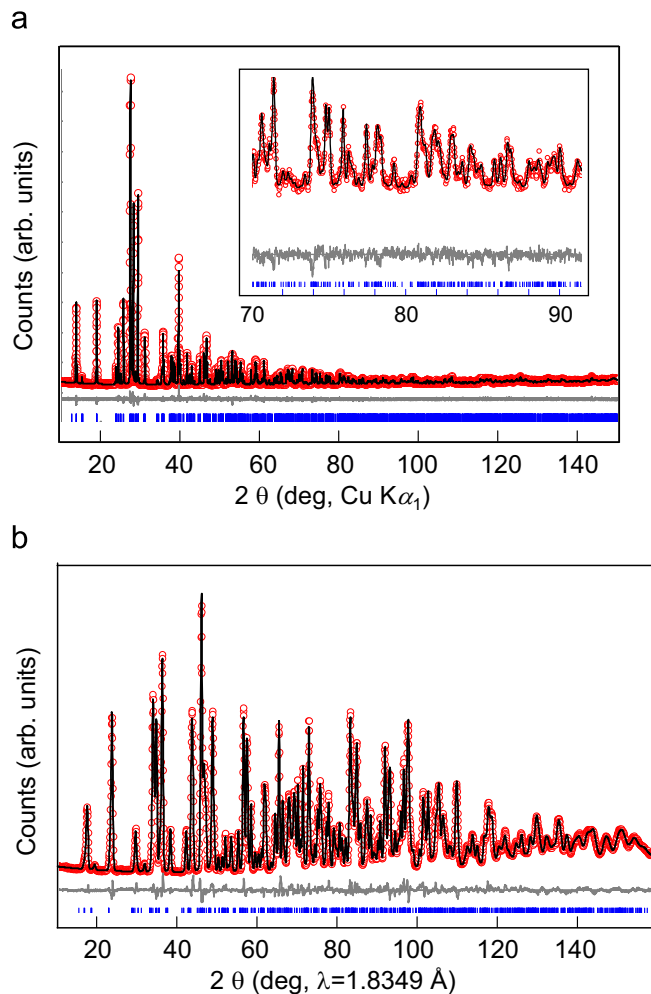 a
Counts (arb. units)
70 80 90
20 40 60 80 100 120 140
2 θ (deg, Cu Kα₁)
b
Counts (arb. units)
20 40 60 80 100 120 140
2 θ (deg, λ=1.8349 Å)